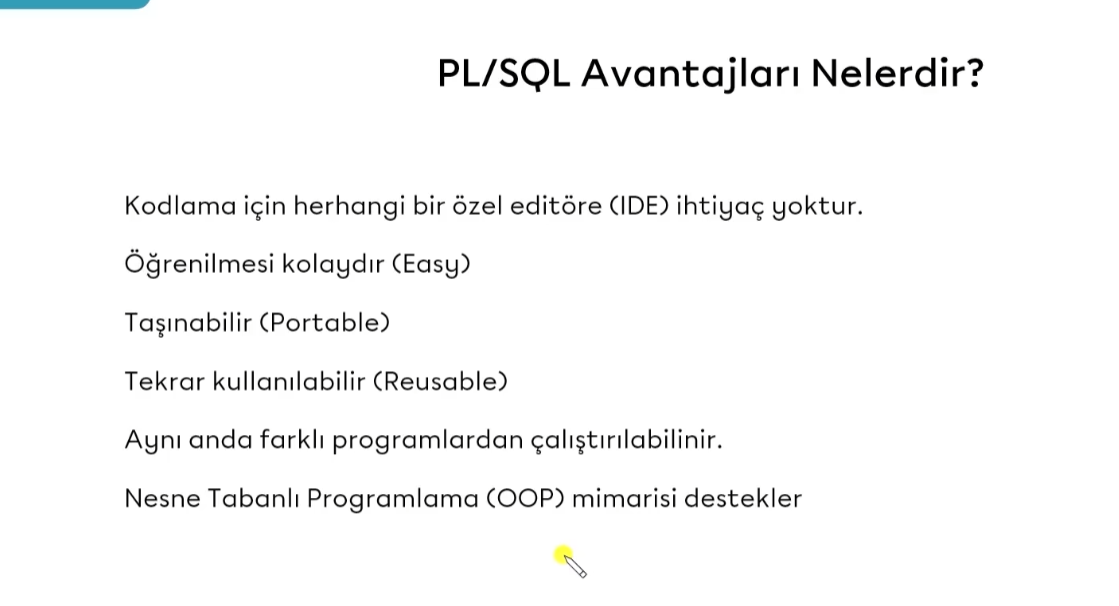 PL/SQL Avantajları Nelerdir?
Kodlama için herhangi bir özel editöre (IDE) ihtiyaç yoktur.
Öğrenilmesi kolaydır (Easy)
Taşınabilir (Portable)
Tekrar kullanılabilir (Reusable)
Aynı anda farklı programlardan çalıştırılabilinir.
Nesne Tabanlı Programlama (OOP) mimarisi destekler